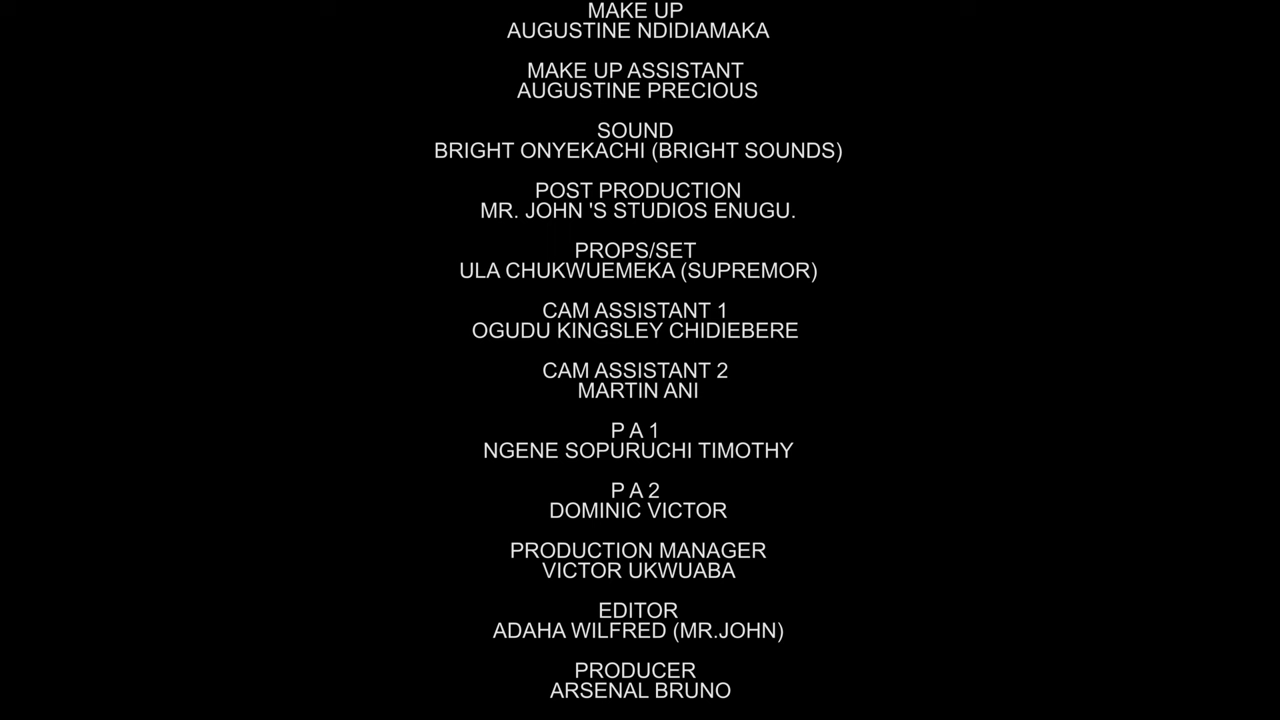 MAKE UP
AUGUSTINE NDIDIAMAKA
MAKE UP ASSISTANT
AUGUSTINE PRECIOUS
SOUND
BRIGHT ONYEKACHI (BRIGHT SOUNDS)
POST PRODUCTION
MR. JOHN 'S STUDIOS ENUGU.
PROPS/SET
ULA CHUKWUEMEKA (SUPREMOR)
CAM ASSISTANT 1
OGUDU KINGSLEY CHIDIEBERE
CAM ASSISTANT 2
MARTIN ANI
P A 1
NGENE SOPURUCHI TIMOTHY
P A 2
DOMINIC VICTOR
PRODUCTION MANAGER
VICTOR UKWUABA
EDITOR
ADAHA WILFRED (MR.JOHN)
PRODUCER
ARSENAL BRUNO